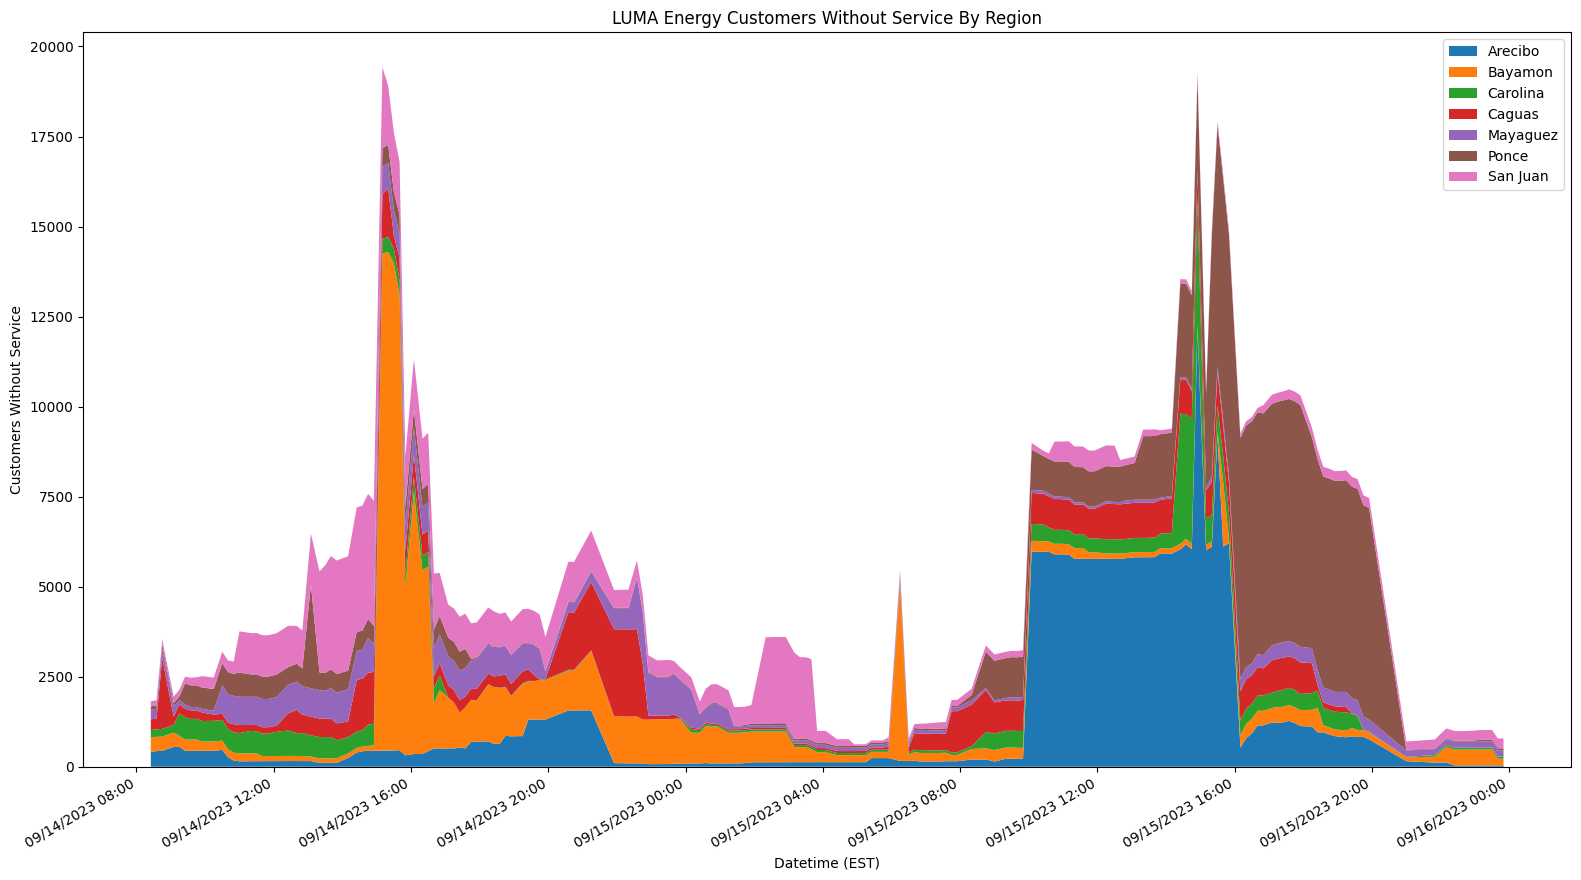 LUMA Energy Customers Without Service By Region
Customers Without Service
20000
17500
15000
12500
10000
7500
5000
2500
0
Arecibo
Bayamon
Carolina
Caguas
Mayaguez
Ponce
San Juan
09/14/2023 08:00
09/14/2023 12:00
09/14/2023 16:00
09/14/2023 20:00
09/15/2023 00:00
09/15/2023 04:00
09/15/2023 08:00
09/15/2023 12:00
09/15/2023 16:00
09/15/2023 20:00
09/16/2023 00:00
Datetime (EST)